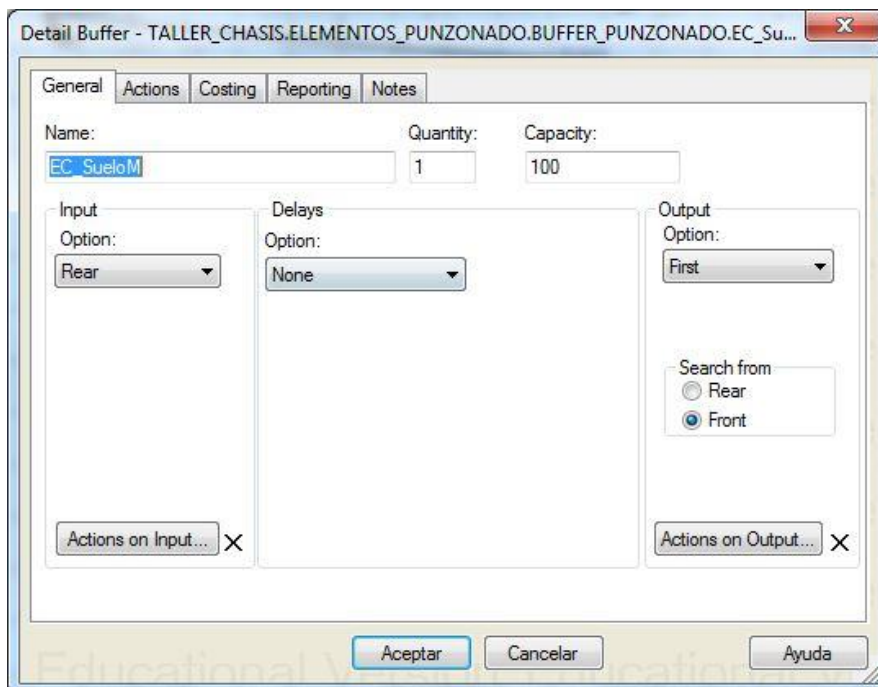 Detail Buffer - TALLER_CHASIS.ELEMENTOS_PUNZONADO.BUFFER_PUNZONADO.EC_Su...
General Actions Costing Reporting Notes
Name: Quantity: Capacity:
EC_SueloM 1 100
Input Delays Output
Option: Option: Option:
Rear None First
Search from
Rear
Front
Actions on Input... Actions on Output...
Aceptar Cancelar Ayuda
Educational Version Educational V